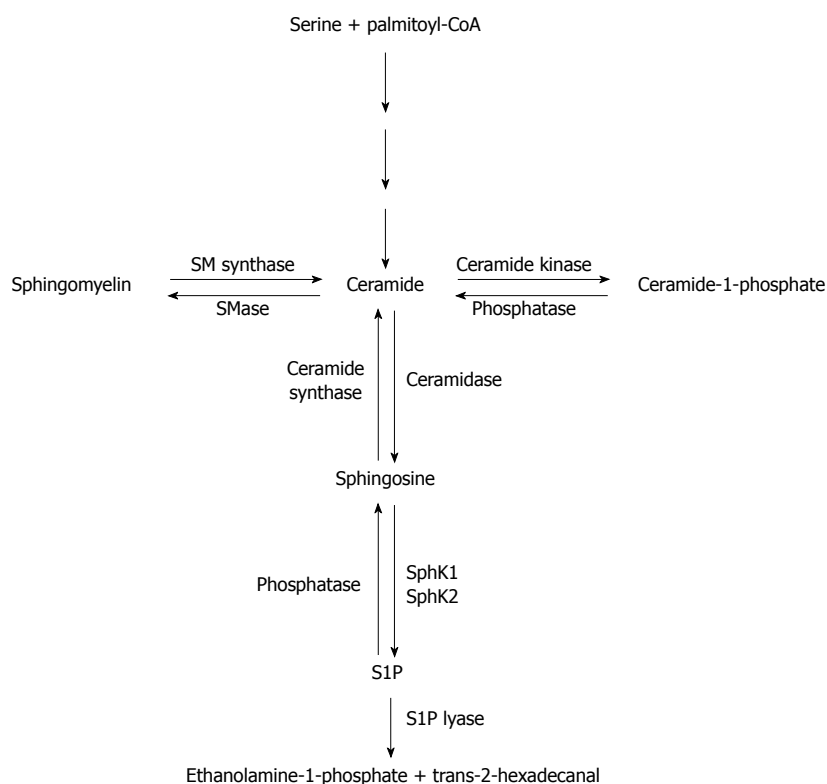 Serine + palmitoyl-CoA
SM synthase
Ceramide kinase
Sphingomyelin
Ceramide
Ceramide-1-phosphate
SMase
Phosphatase
Ceramide
synthase
Ceramidase
Sphingosine
Phosphatase
SphK1
SphK2
S1P
S1P lyase
Ethanolamine-1-phosphate + trans-2-hexadecanal